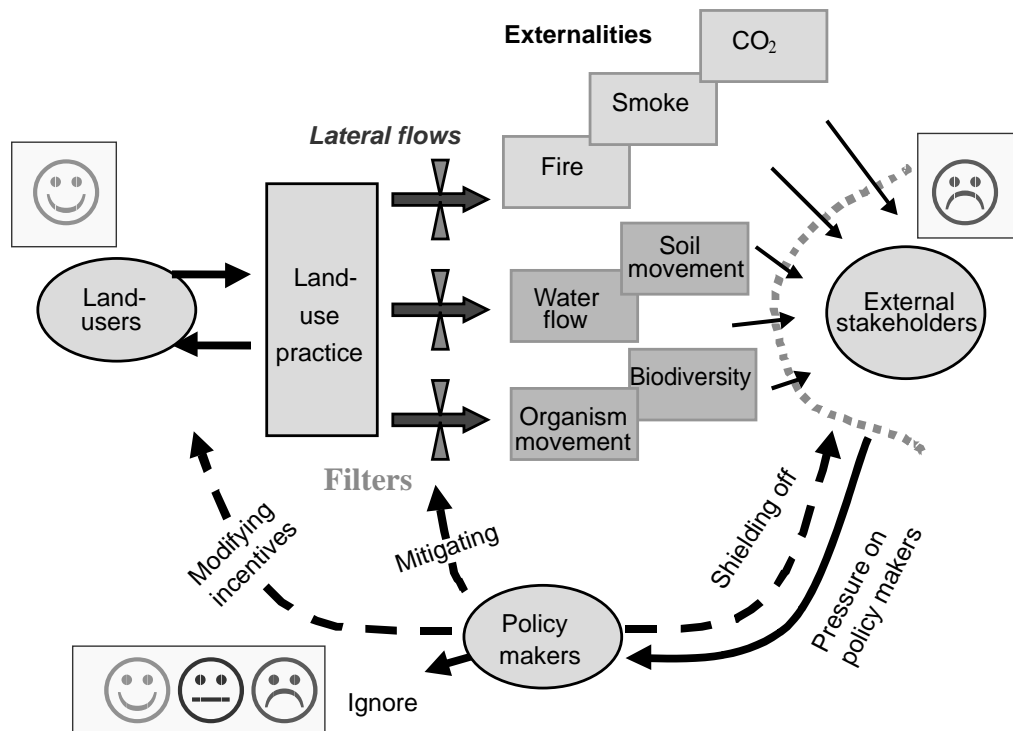 Externalities
CO₂
Smoke
Lateral flows
Fire
Soil
movement
Land-
users
Land-
use
practice
Water
flow
External
stakeholders
Biodiversity
Organism
movement
Filters
Modifying
incentives
Mitigating
Shielding off
Pressure on
policy makers
Policy
makers
Ignore